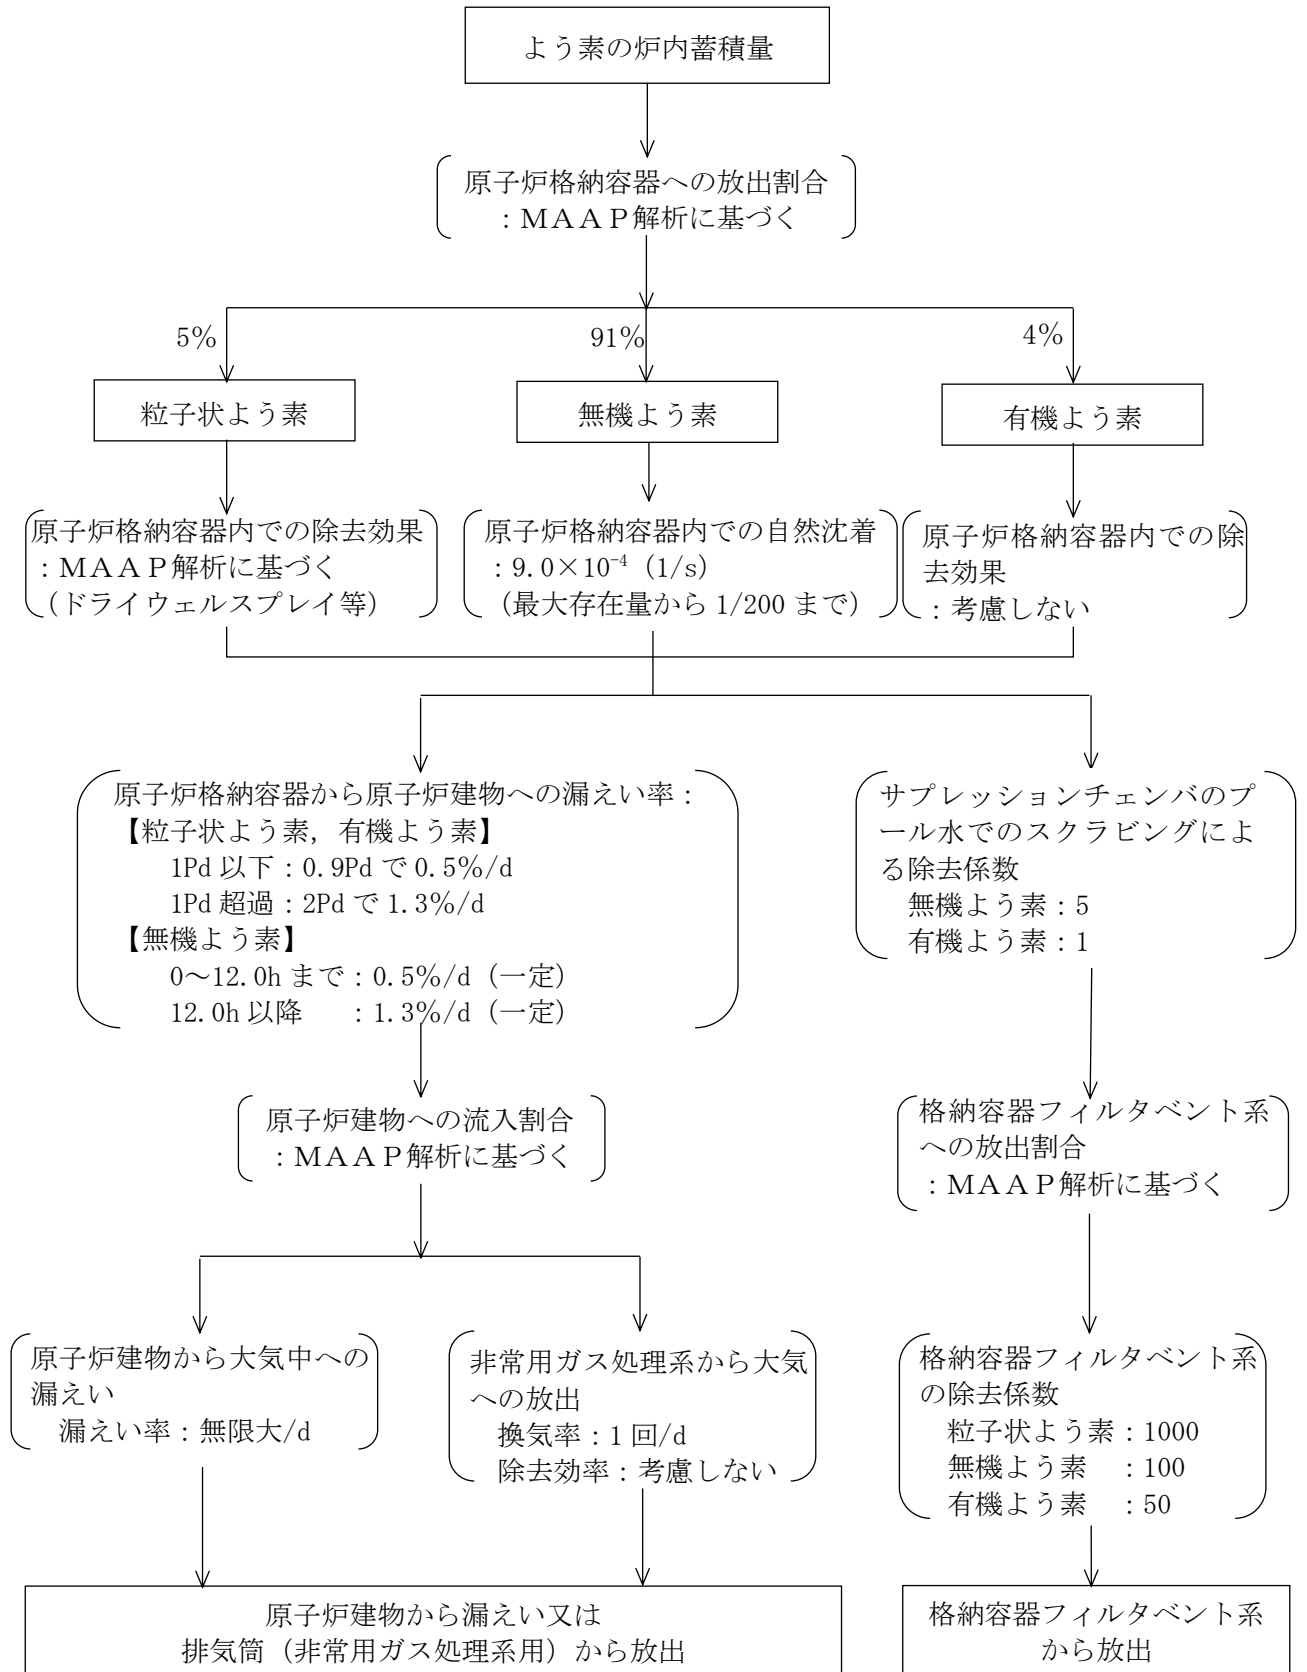 よう素の炉内蓄積量
原子炉格納容器への放出割合
：ＭＡＡＰ解析に基づく
5%
91%
4%
粒子状よう素
無機よう素
有機よう素
原子炉格納容器内での除去効果
：ＭＡＡＰ解析に基づく
（ドライウェルスプレイ等）
原子炉格納容器内での自然沈着
：9.0×10⁻⁴（1/s）
（最大存在量から 1/200 まで）
原子炉格納容器内での除
去効果
：考慮しない
原子炉格納容器から原子炉建物への漏えい率：
【粒子状よう素，有機よう素】
1Pd 以下：0.9Pd で 0.5%/d
1Pd 超過：2Pd で 1.3%/d
【無機よう素】
0～12.0h まで：0.5%/d（一定）
12.0h 以降　：1.3%/d（一定）
サプレッションチェンバのプ
ール水でのスクラビングによ
る除去係数
無機よう素：5
有機よう素：1
原子炉建物への流入割合
：ＭＡＡＰ解析に基づく
格納容器フィルタベント系
への放出割合
：ＭＡＡＰ解析に基づく
原子炉建物から大気中への
漏えい
漏えい率：無限大/d
非常用ガス処理系から大気
への放出
換気率：1 回/d
除去効率：考慮しない
格納容器フィルタベント系
の除去係数
粒子状よう素：1000
無機よう素　：100
有機よう素　：50
原子炉建物から漏えい又は
排気筒（非常用ガス処理系用）から放出
格納容器フィルタベント系
から放出